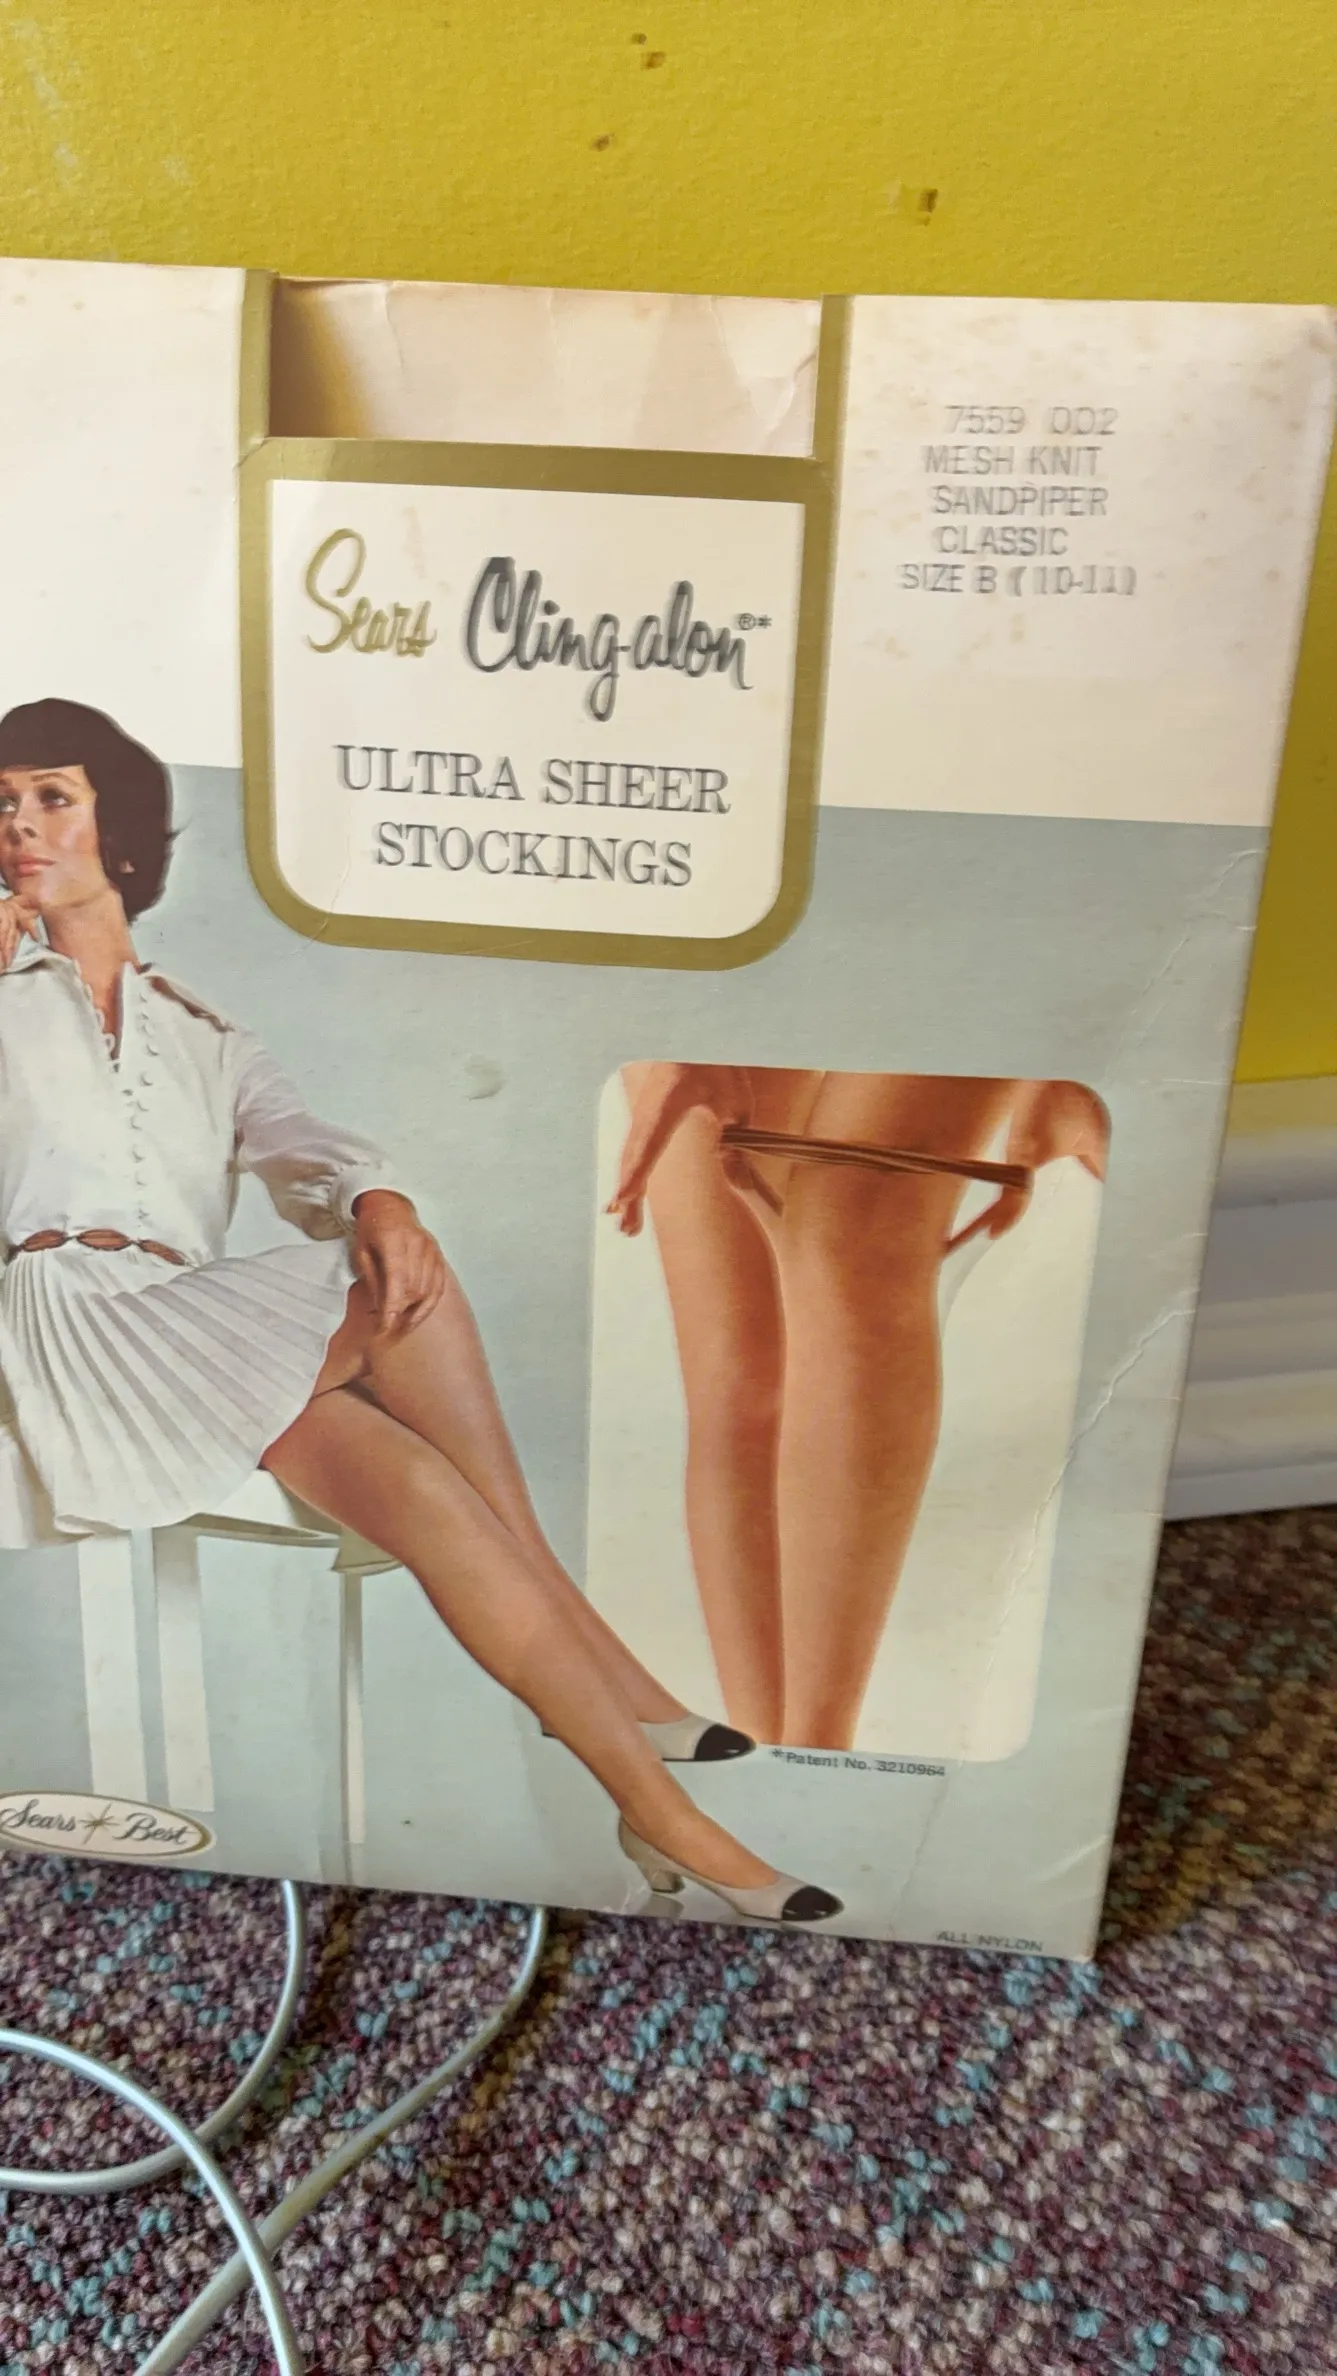 7559 002
MESH KNIT
SANDPIPER
CLASSIC
SIZE B (10-11)
Sears Cling-alon®*
ULTRA SHEER
STOCKINGS
*Patent No. 3210964
Sears Best
ALL NYLON